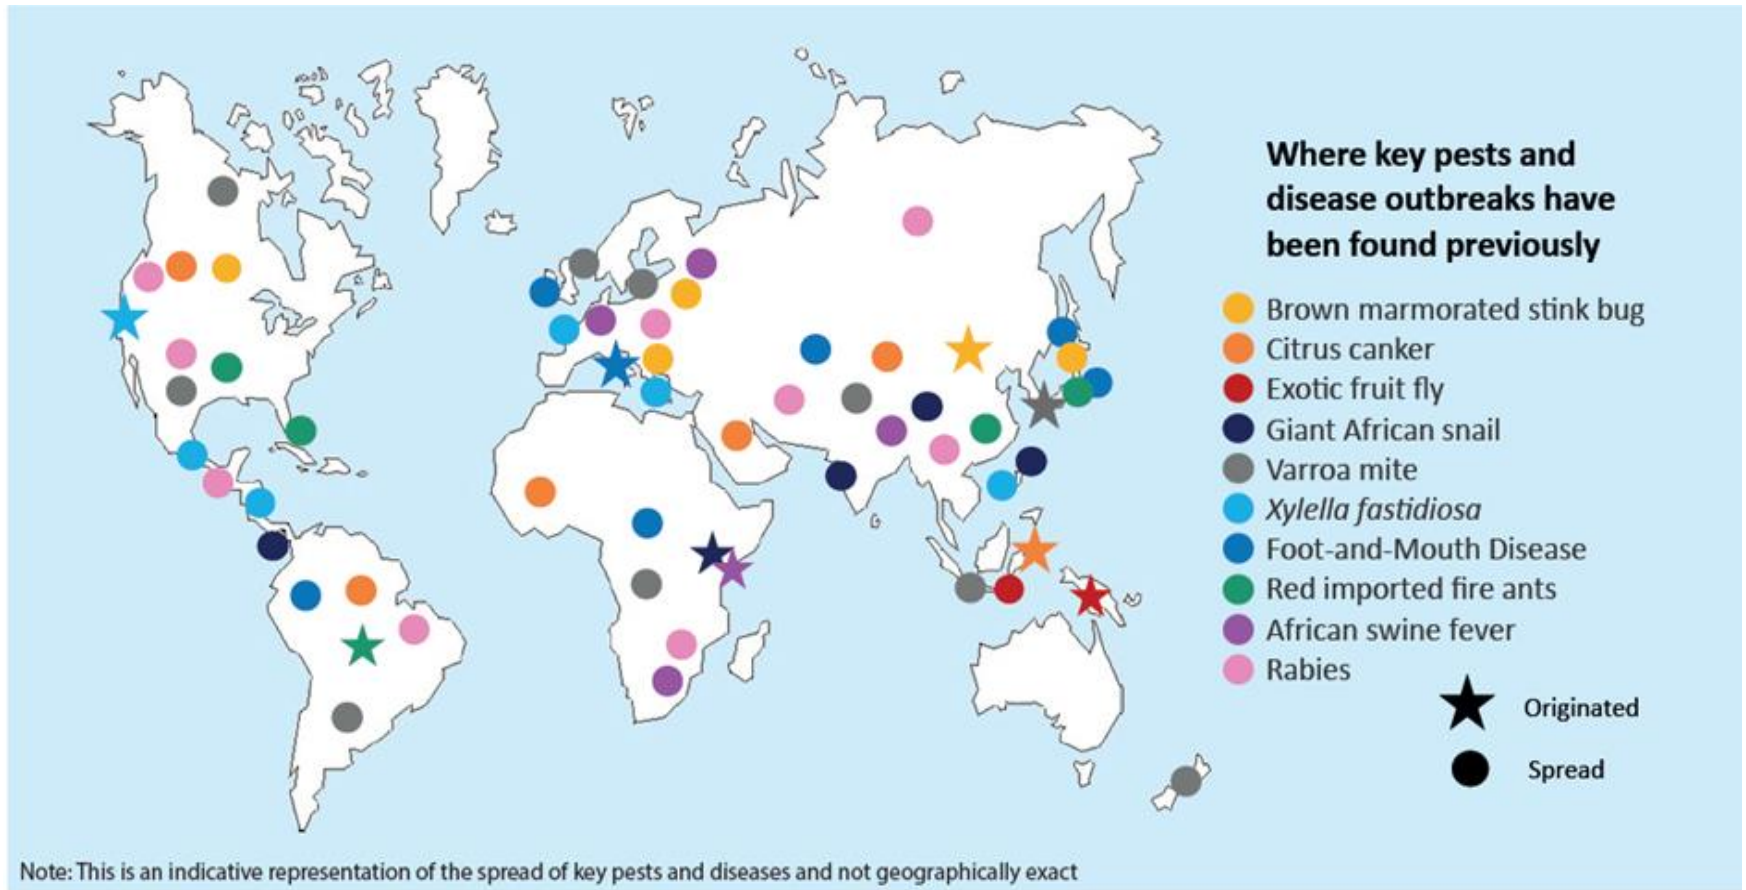 Where key pests and
disease outbreaks have
been found previously
Brown marmorated stink bug
Citrus canker
Exotic fruit fly
Giant African snail
Varroa mite
Xylella fastidiosa
Foot-and-Mouth Disease
Red imported fire ants
African swine fever
Rabies
Originated
Spread
Note: This is an indicative representation of the spread of key pests and diseases and not geographically exact